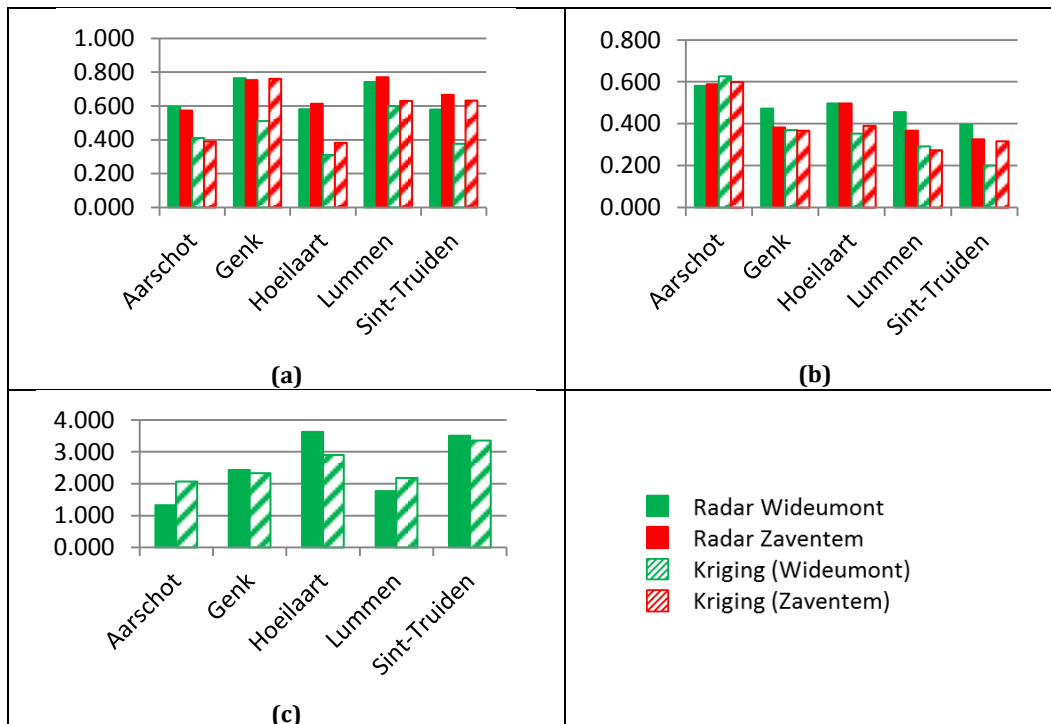 1.000
0.800
0.600
0.400
0.200
0.000
Aarschot
Genk
Hoeilaart
Lummen
Sint-Truiden
(a)
0.800
0.600
0.400
0.200
0.000
Aarschot
Genk
Hoeilaart
Lummen
Sint-Truiden
(b)
4.000
3.000
2.000
1.000
0.000
Aarschot
Genk
Hoeilaart
Lummen
Sint-Truiden
(c)
Radar Wideumont
Radar Zaventem
Kriging (Wideumont)
Kriging (Zaventem)